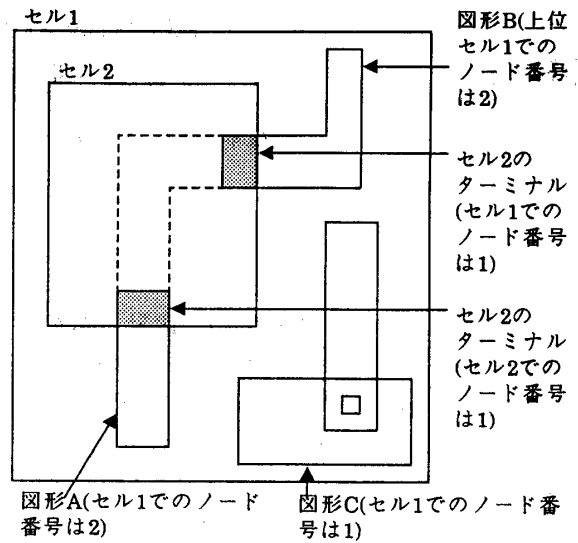 セル1
セル2
図形B(上位
セル1での
ノード番号
は2)
セル2の
ターミナル
(セル1での
ノード番号
は1)
セル2の
ターミナル
(セル2での
ノード番号
は1)
図形A(セル1でのノード
番号は2)
図形C(セル1でのノード番
号は1)